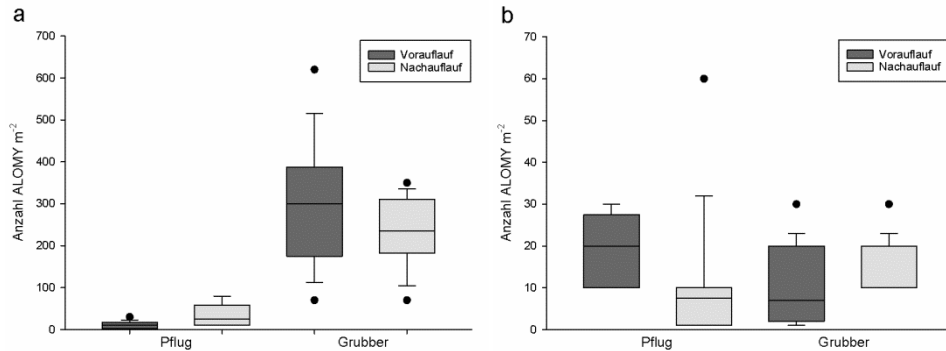 a
700
600
500
400
300
200
100
0
Anzahl ALOMY m⁻²
Vorauflauf
Nachauflauf
Pflug Grubber
b
70
60
50
40
30
20
10
0
Anzahl ALOMY m⁻²
Vorauflauf
Nachauflauf
Pflug Grubber